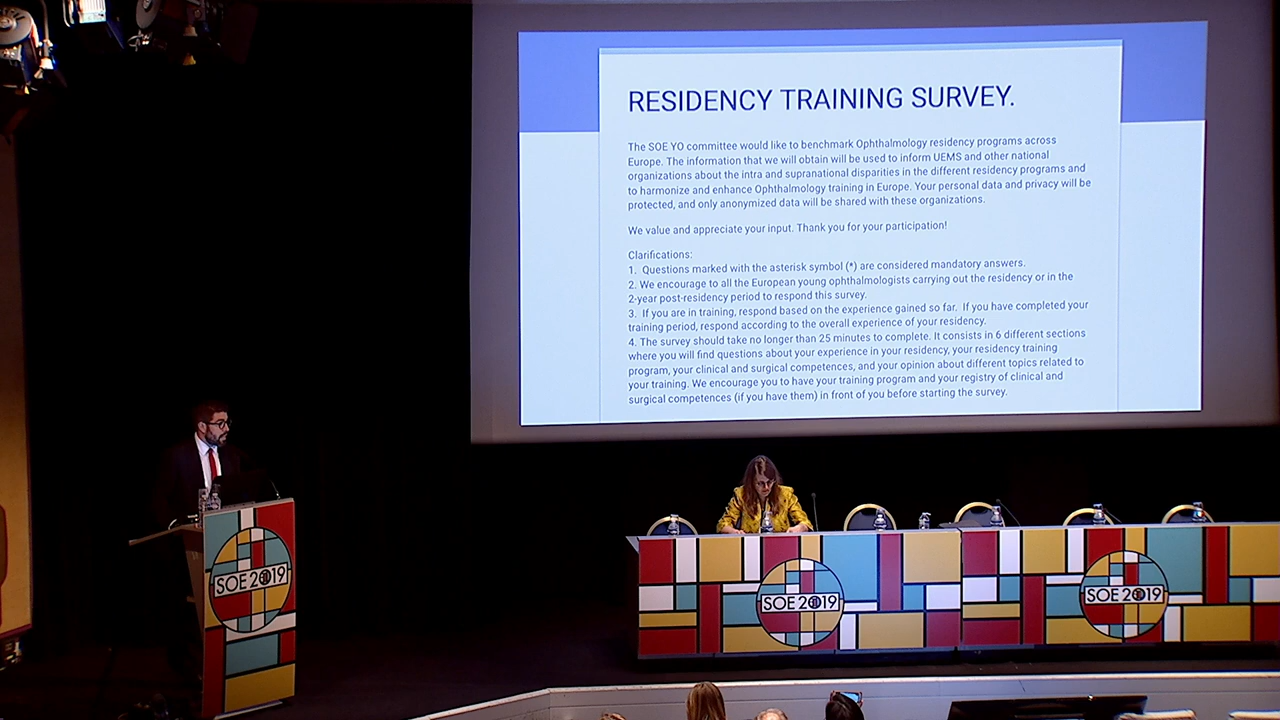 RESIDENCY TRAINING SURVEY.
The SOE YO committee would like to benchmark Ophthalmology residency programs across
Europe. The information that we will obtain will be used to inform UEMS and other national
organizations about the intra and supranational disparities in the different residency programs and
to harmonize and enhance Ophthalmology training in Europe. Your personal data and privacy will be
protected, and only anonymized data will be shared with these organizations.
We value and appreciate your input. Thank you for your participation!
Clarifications:
1. Questions marked with the asterisk symbol (*) are considered mandatory answers.
2. We encourage to all the European young ophthalmologists carrying out the residency or in the
2-year post-residency period to respond this survey.
3. If you are in training, respond based on the experience gained so far. If you have completed your
training period, respond according to the overall experience of your residency.
4. The survey should take no longer than 25 minutes to complete. It consists in 6 different sections
where you will find questions about your experience in your residency, your residency training
program, your clinical and surgical competences, and your opinion about different topics related to
your training. We encourage you to have your training program and your registry of clinical and
surgical competences (if you have them) in front of you before starting the survey.
SOE 2019
SOE 2019
SOE 2019